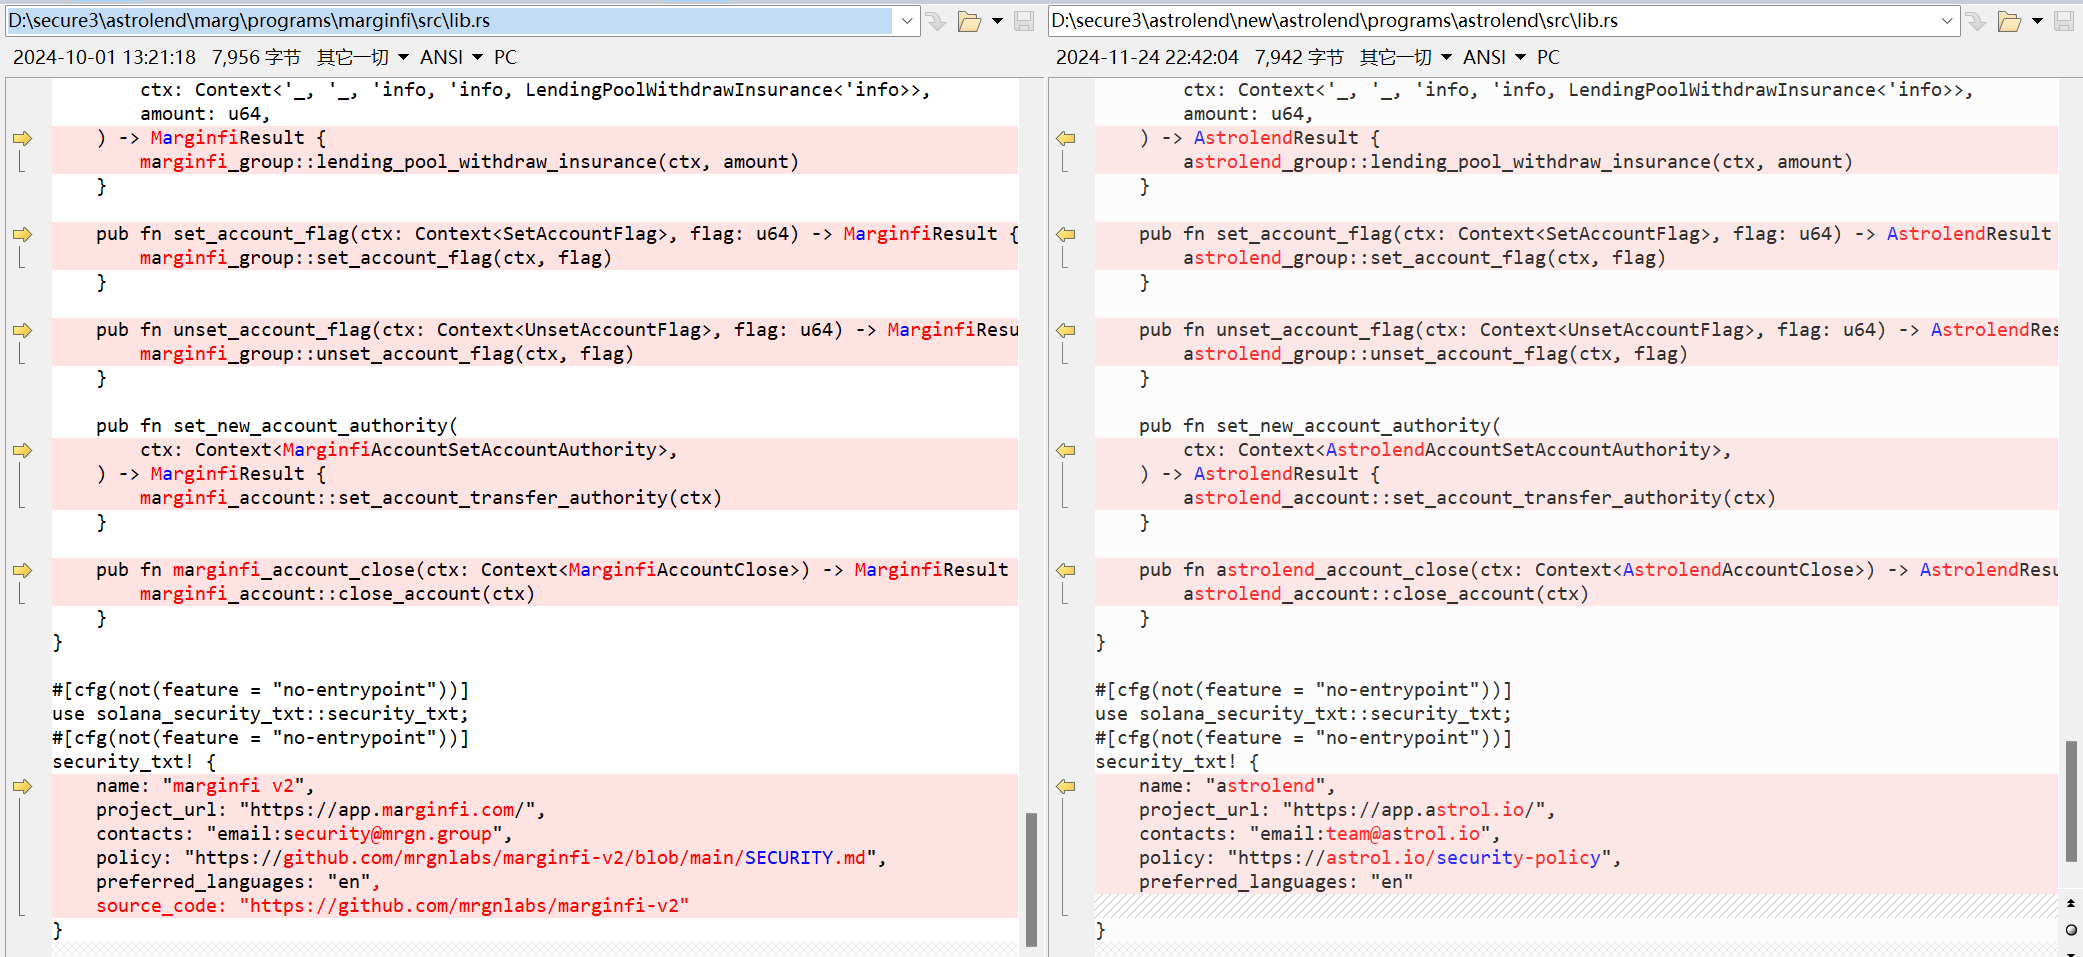 D:\secure3\astrolend\marg\programs\marginfi\src\lib.rs
2024-10-01 13:21:18 7,956 字节 其它一切 ANSI PC
ctx: Context<'_, '_, 'info, 'info, LendingPoolWithdrawInsurance<'info>>,
amount: u64,
) -> MarginfiResult {
marginfi_group::lending_pool_withdraw_insurance(ctx, amount)
}
pub fn set_account_flag(ctx: Context<SetAccountFlag>, flag: u64) -> MarginfiResult {
marginfi_group::set_account_flag(ctx, flag)
}
pub fn unset_account_flag(ctx: Context<UnsetAccountFlag>, flag: u64) -> MarginfiResu
marginfi_group::unset_account_flag(ctx, flag)
}
pub fn set_new_account_authority(
ctx: Context<MarginfiAccountSetAccountAuthority>,
) -> MarginfiResult {
marginfi_account::set_account_transfer_authority(ctx)
}
pub fn marginfi_account_close(ctx: Context<MarginfiAccountClose>) -> MarginfiResult
marginfi_account::close_account(ctx)
}
}
#[cfg(not(feature = "no-entrypoint"))]
use solana_security_txt::security_txt;
#[cfg(not(feature = "no-entrypoint"))]
security_txt! {
name: "marginfi v2",
project_url: "https://app.marginfi.com/",
contacts: "email:security@mrgn.group",
policy: "https://github.com/mrgnlabs/marginfi-v2/blob/main/SECURITY.md",
preferred_languages: "en",
source_code: "https://github.com/mrgnlabs/marginfi-v2"
}
D:\secure3\astrolend\new\astrolend\programs\astrolend\src\lib.rs
2024-11-24 22:42:04 7,942 字节 其它一切 ANSI PC
ctx: Context<'_, '_, 'info, 'info, LendingPoolWithdrawInsurance<'info>>,
amount: u64,
) -> AstrolendResult {
astrolend_group::lending_pool_withdraw_insurance(ctx, amount)
}
pub fn set_account_flag(ctx: Context<SetAccountFlag>, flag: u64) -> AstrolendResult
astrolend_group::set_account_flag(ctx, flag)
}
pub fn unset_account_flag(ctx: Context<UnsetAccountFlag>, flag: u64) -> AstrolendRes
astrolend_group::unset_account_flag(ctx, flag)
}
pub fn set_new_account_authority(
ctx: Context<AstrolendAccountSetAccountAuthority>,
) -> AstrolendResult {
astrolend_account::set_account_transfer_authority(ctx)
}
pub fn astrolend_account_close(ctx: Context<AstrolendAccountClose>) -> AstrolendResu
astrolend_account::close_account(ctx)
}
}
#[cfg(not(feature = "no-entrypoint"))]
use solana_security_txt::security_txt;
#[cfg(not(feature = "no-entrypoint"))]
security_txt! {
name: "astrolend",
project_url: "https://app.astrol.io/",
contacts: "email:team@astrol.io",
policy: "https://astrol.io/security-policy",
preferred_languages: "en"
}